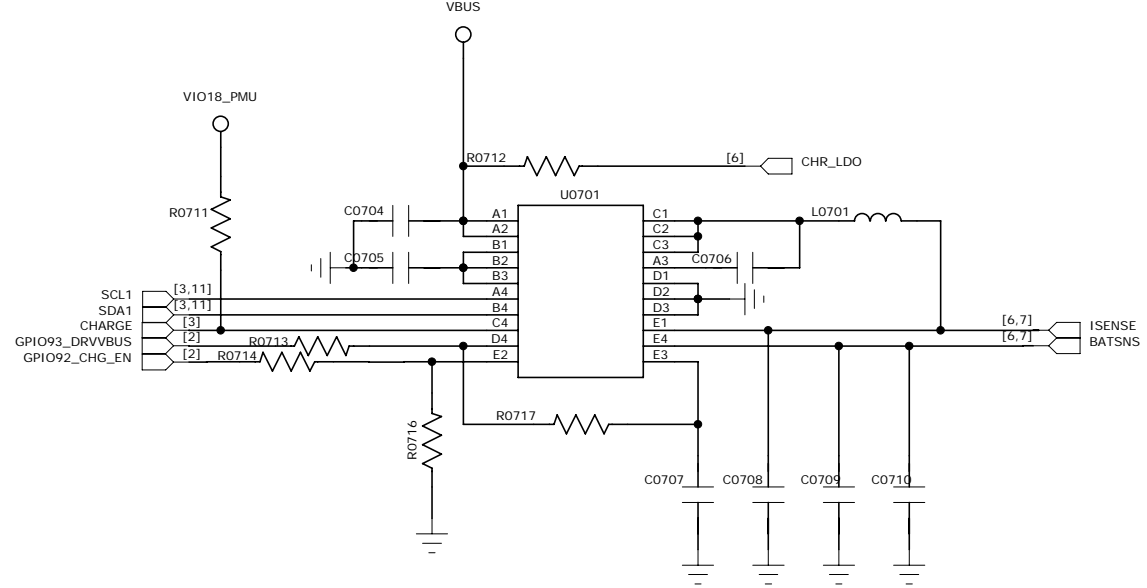 VBUS
VIO18_PMU
R0712
[6]
CHR_LDO
U0701
R0711
C0704
A1
C1
L0701
A2
C2
B1
C3
C0705
B2
A3
C0706
B3
D1
SCL1
[3,11]
A4
D2
SDA1
[3,11]
B4
D3
CHARGE
[3]
C4
E1
[6,7]
ISENSE
GPIO93_DRVVBUS
[2]
R0713
D4
E4
[6,7]
BATSNS
GPIO92_CHG_EN
[2]
R0714
E2
E3
R0716
R0717
C0707
C0708
C0709
C0710